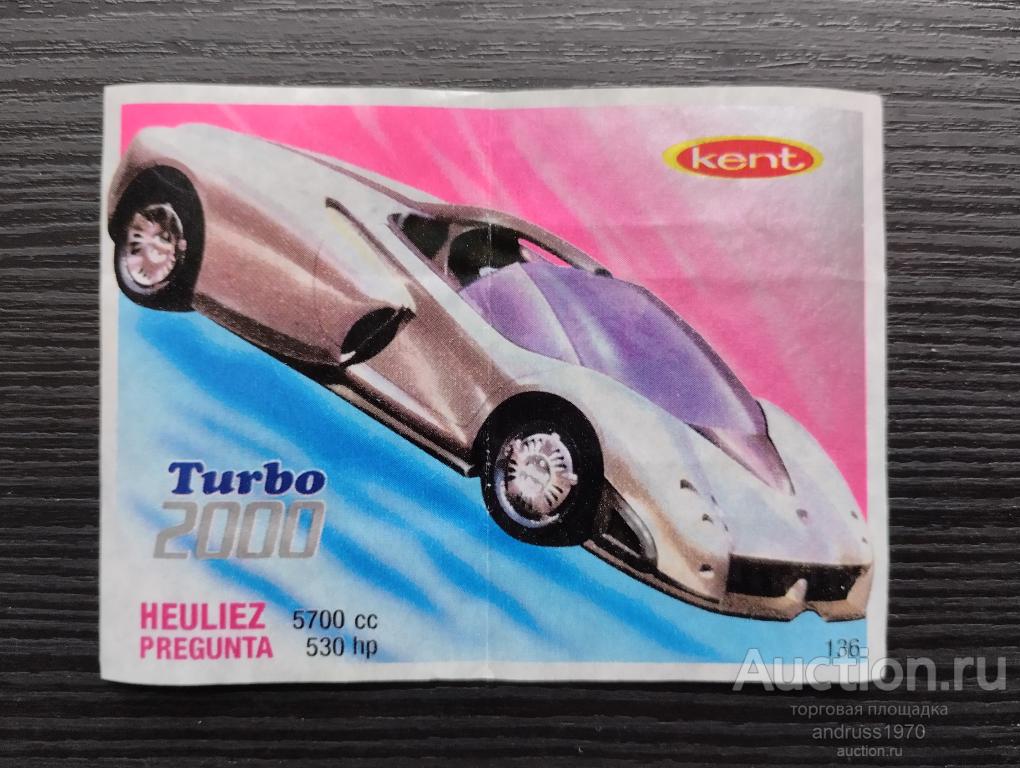 kent
Turbo
2000
HEULIEZ 5700 cc
PREGUNTA 530 hp
136
Auction.ru
торговая площадка
andruss1970
auction.ru